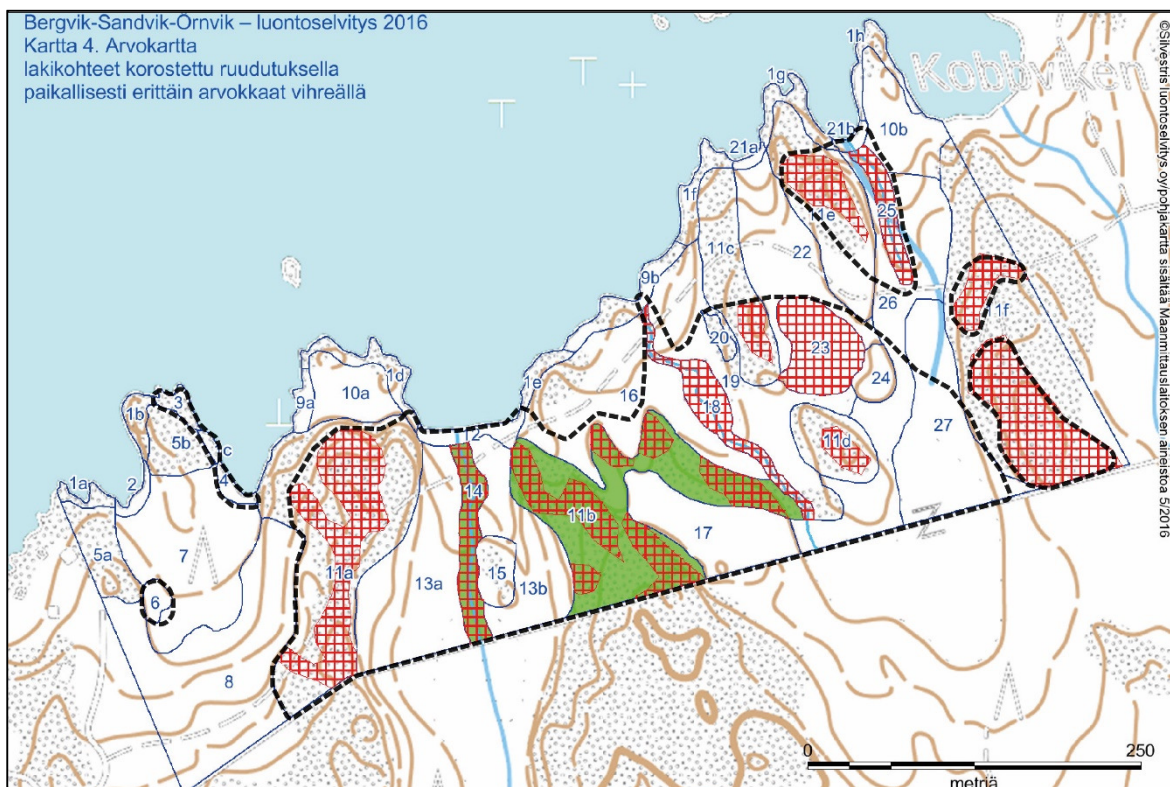 Bergvik-Sandvik-Örnvik – luontoselvitys 2016
Kartta 4. Arvokartta
lakikohteet korostettu ruudutuksella
paikallisesti erittäin arvokkaat vihreällä
Kobbviken
©Silvestris luontoselvitys oy/pohjakartta sisältää Maanmittauslaitoksen aineistoa 5/2016
1h
1g
21b
10b
21a
1f
11e
25
11c
22
9b
26
1f
20
23
19
24
1d
10a
9a
1e
16
18
3
1b
5b
c
4
2
27
11d
1a
2
14
11b
17
5a
7
6
11a
13a
15
13b
8
0
250
metriä